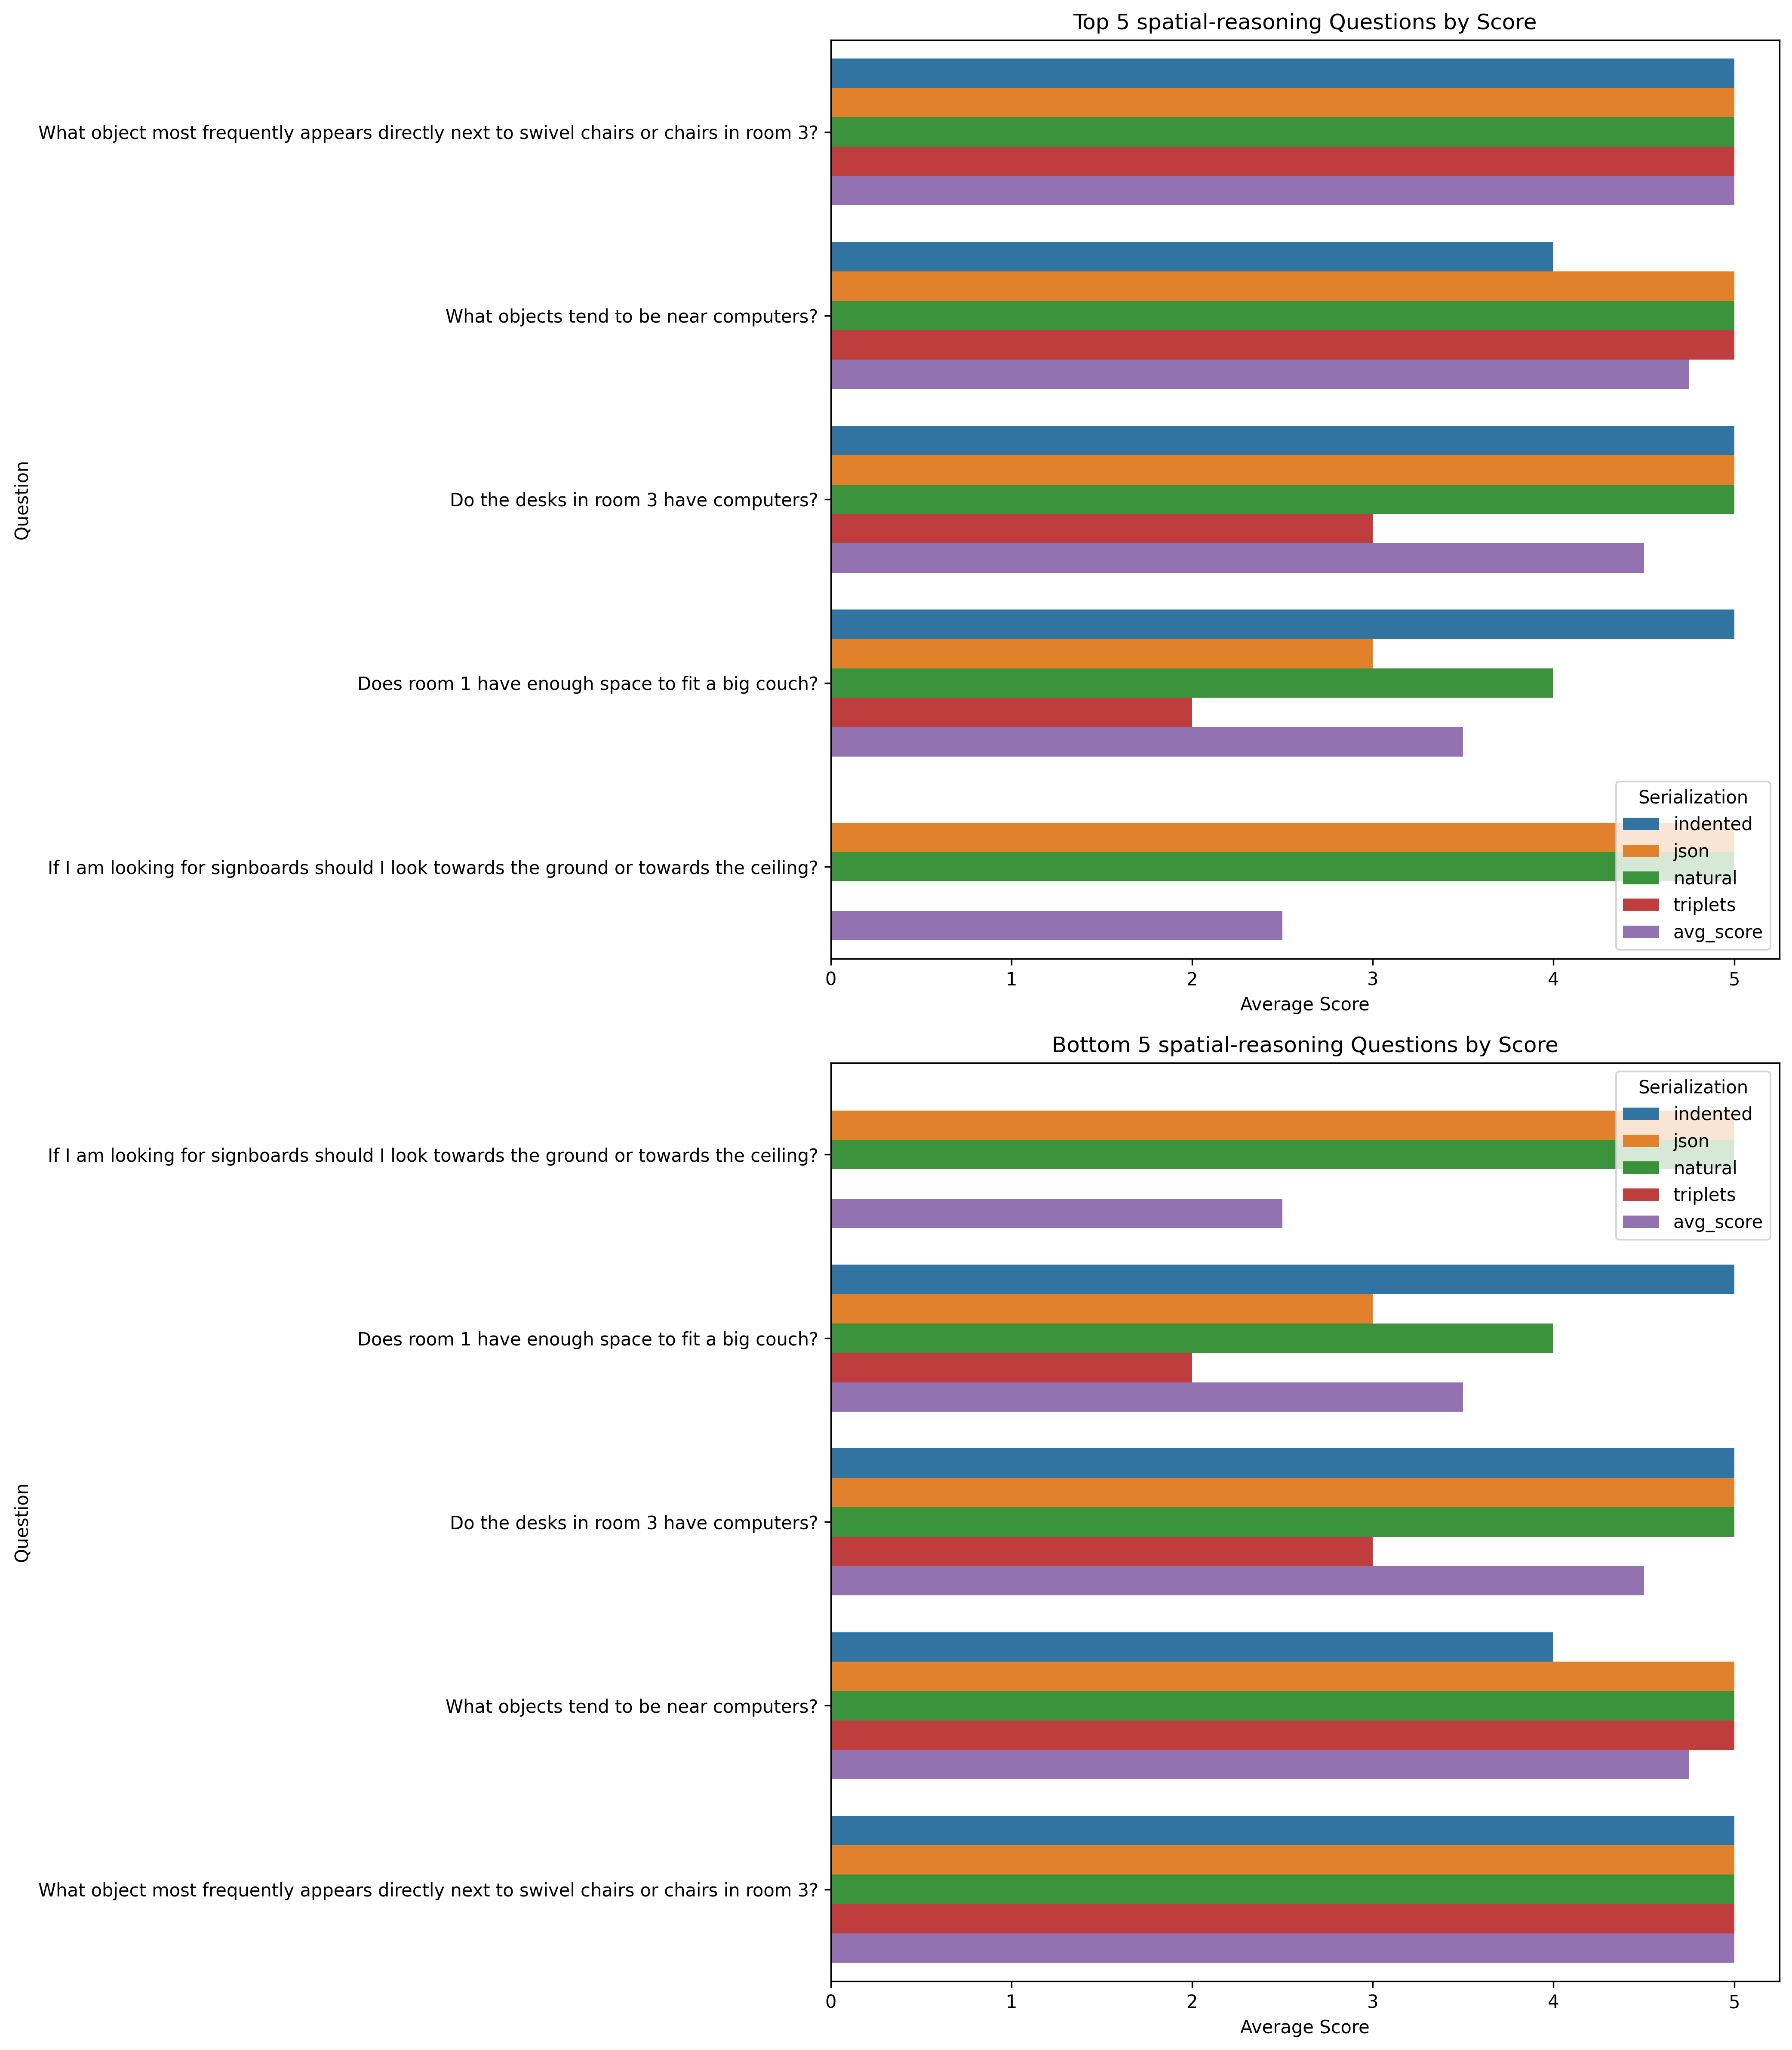 Top 5 spatial-reasoning Questions by Score
Question
What object most frequently appears directly next to swivel chairs or chairs in room 3?
What objects tend to be near computers?
Do the desks in room 3 have computers?
Does room 1 have enough space to fit a big couch?
If I am looking for signboards should I look towards the ground or towards the ceiling?
Serialization
indented
json
natural
triplets
avg_score
0 1 2 3 4 5
Average Score
Bottom 5 spatial-reasoning Questions by Score
Question
Serialization
indented
json
natural
triplets
avg_score
If I am looking for signboards should I look towards the ground or towards the ceiling?
Does room 1 have enough space to fit a big couch?
Do the desks in room 3 have computers?
What objects tend to be near computers?
What object most frequently appears directly next to swivel chairs or chairs in room 3?
0 1 2 3 4 5
Average Score